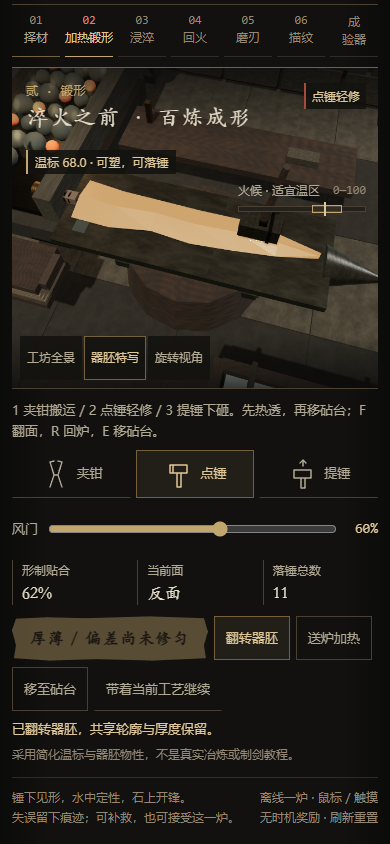 01 02 03 04 05 06 成
择材 加热锻形 浸淬 回火 磨刃 描纹 验器
贰 · 锻形
点锤轻修
淬火之前 · 百炼成形
温标 68.0 · 可塑，可落锤
火候 · 适宜温区 0—100
工坊全景 器胚特写 旋转视角
1 夹钳搬运 / 2 点锤轻修 / 3 提锤下砸。先热透，再移砧台；F
翻面，R 回炉，E 移砧台。
夹钳 点锤 提锤
风门 60%
形制贴合 当前面 落锤总数
62% 反面 11
厚薄 / 偏差尚未修匀 翻转器胚 送炉加热
移至砧台 带着当前工艺继续
已翻转器胚，共享轮廓与厚度保留。
采用简化温标与器胚物性，不是真实冶炼或制剑教程。
锤下见形，水中定性，石上开锋。 离线一炉 · 鼠标 / 触摸
失误留下痕迹；可补救，也可接受这一炉。 无时机奖励 · 刷新重置